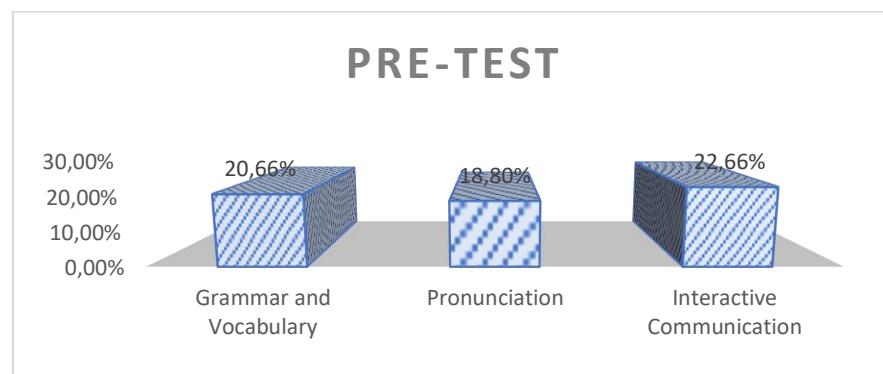 PRE-TEST
30,00%
20,00%
10,00%
0,00%
20,66%
18,80%
22,66%
Grammar and
Vocabulary
Pronunciation
Interactive
Communication